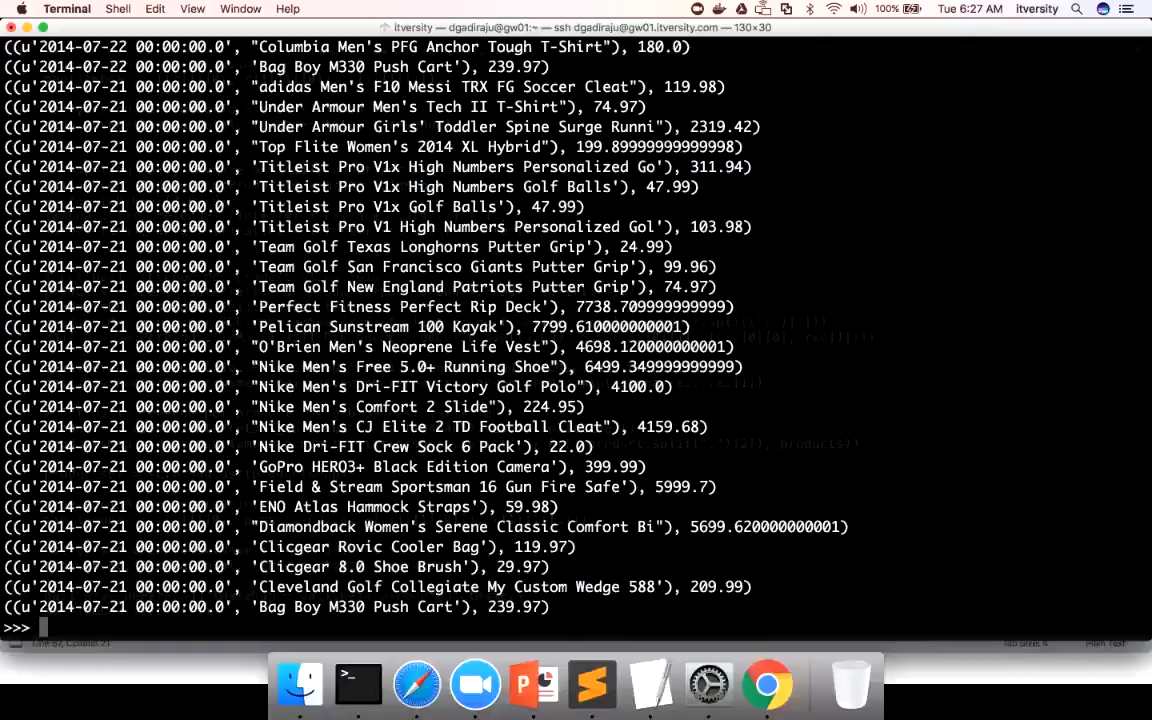 Terminal Shell Edit View Window Help 100% Tue 6:27 AM itversity
itversity — dgadiraju@gw01:~ — ssh dgadiraju@gw01.itversity.com — 130×30
((u'2014-07-22 00:00:00.0', "Columbia Men's PFG Anchor Tough T-Shirt"), 180.0)
((u'2014-07-22 00:00:00.0', 'Bag Boy M330 Push Cart'), 239.97)
((u'2014-07-21 00:00:00.0', "adidas Men's F10 Messi TRX FG Soccer Cleat"), 119.98)
((u'2014-07-21 00:00:00.0', "Under Armour Men's Tech II T-Shirt"), 74.97)
((u'2014-07-21 00:00:00.0', "Under Armour Girls' Toddler Spine Surge Runni"), 2319.42)
((u'2014-07-21 00:00:00.0', "Top Flite Women's 2014 XL Hybrid"), 199.89999999999998)
((u'2014-07-21 00:00:00.0', 'Titleist Pro V1x High Numbers Personalized Go'), 311.94)
((u'2014-07-21 00:00:00.0', 'Titleist Pro V1x High Numbers Golf Balls'), 47.99)
((u'2014-07-21 00:00:00.0', 'Titleist Pro V1x Golf Balls'), 47.99)
((u'2014-07-21 00:00:00.0', 'Titleist Pro V1 High Numbers Personalized Gol'), 103.98)
((u'2014-07-21 00:00:00.0', 'Team Golf Texas Longhorns Putter Grip'), 24.99)
((u'2014-07-21 00:00:00.0', 'Team Golf San Francisco Giants Putter Grip'), 99.96)
((u'2014-07-21 00:00:00.0', 'Team Golf New England Patriots Putter Grip'), 74.97)
((u'2014-07-21 00:00:00.0', 'Perfect Fitness Perfect Rip Deck'), 7738.709999999999)
((u'2014-07-21 00:00:00.0', 'Pelican Sunstream 100 Kayak'), 7799.610000000001)
((u'2014-07-21 00:00:00.0', "O'Brien Men's Neoprene Life Vest"), 4698.120000000001)
((u'2014-07-21 00:00:00.0', "Nike Men's Free 5.0+ Running Shoe"), 6499.349999999999)
((u'2014-07-21 00:00:00.0', "Nike Men's Dri-FIT Victory Golf Polo"), 4100.0)
((u'2014-07-21 00:00:00.0', "Nike Men's Comfort 2 Slide"), 224.95)
((u'2014-07-21 00:00:00.0', "Nike Men's CJ Elite 2 TD Football Cleat"), 4159.68)
((u'2014-07-21 00:00:00.0', 'Nike Dri-FIT Crew Sock 6 Pack'), 22.0)
((u'2014-07-21 00:00:00.0', 'GoPro HERO3+ Black Edition Camera'), 399.99)
((u'2014-07-21 00:00:00.0', 'Field & Stream Sportsman 16 Gun Fire Safe'), 5999.7)
((u'2014-07-21 00:00:00.0', 'ENO Atlas Hammock Straps'), 59.98)
((u'2014-07-21 00:00:00.0', "Diamondback Women's Serene Classic Comfort Bi"), 5699.620000000001)
((u'2014-07-21 00:00:00.0', 'Clicgear Rovic Cooler Bag'), 119.97)
((u'2014-07-21 00:00:00.0', 'Clicgear 8.0 Shoe Brush'), 29.97)
((u'2014-07-21 00:00:00.0', 'Cleveland Golf Collegiate My Custom Wedge 588'), 209.99)
((u'2014-07-21 00:00:00.0', 'Bag Boy M330 Push Cart'), 239.97)
>>>